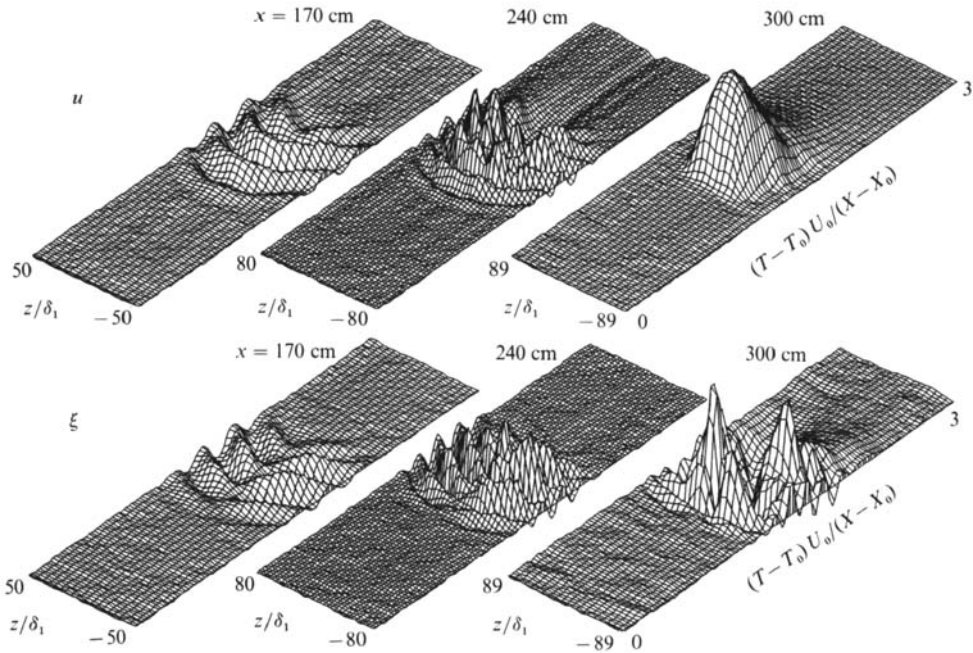 x = 170 cm
240 cm
300 cm
u
3
(T−T₀) U₀/(X−X₀)
50
80
89
z/δ₁
−50
z/δ₁
−80
z/δ₁
−89
0
x = 170 cm
240 cm
300 cm
ξ
3
(T−T₀) U₀/(X−X₀)
50
80
89
z/δ₁
−50
z/δ₁
−80
z/δ₁
−89
0